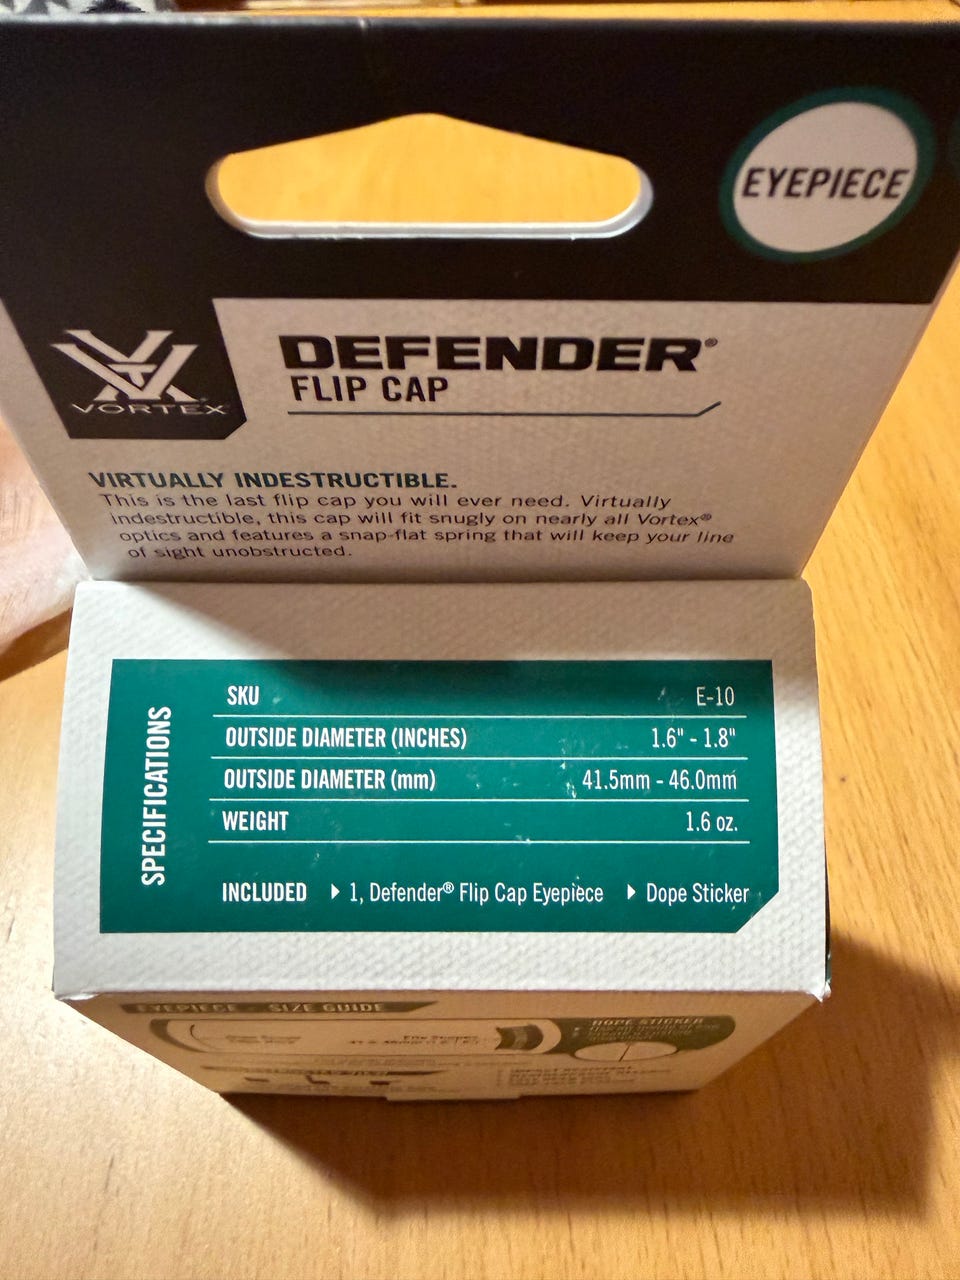 EYEPIECE
VORTEX
DEFENDER®
FLIP CAP
VIRTUALLY INDESTRUCTIBLE.
This is the last flip cap you will ever need. Virtually
indestructible, this cap will fit snugly on nearly all Vortex®
optics and features a snap-flat spring that will keep your line
of sight unobstructed.
SPECIFICATIONS
SKU E-10
OUTSIDE DIAMETER (INCHES) 1.6" - 1.8"
OUTSIDE DIAMETER (mm) 41.5mm - 46.0mm
WEIGHT 1.6 oz.
INCLUDED 1, Defender® Flip Cap Eyepiece Dope Sticker
EYEPIECE - SIZE GUIDE
DOPE STICKER